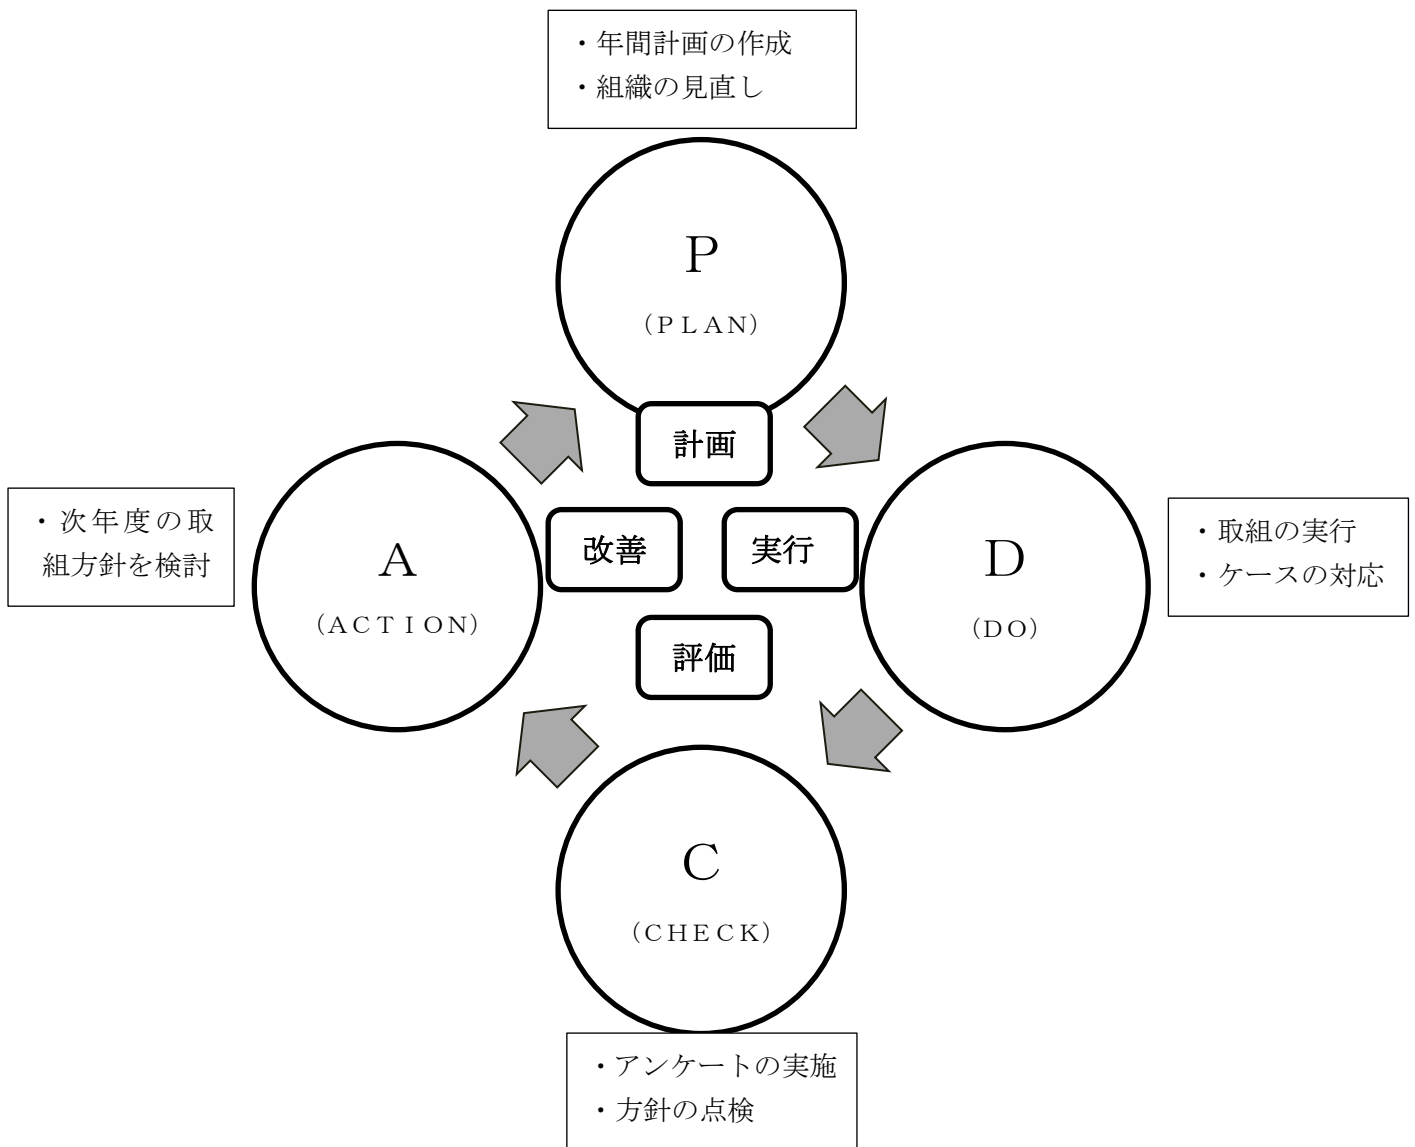 ・年間計画の作成
・組織の見直し
P
（ＰＬＡＮ）
計画
・次年度の取
組方針を検討
A
（ＡＣＴＩＯＮ）
改善
実行
D
（ＤＯ）
・取組の実行
・ケースの対応
評価
C
（ＣＨＥＣＫ）
・アンケートの実施
・方針の点検